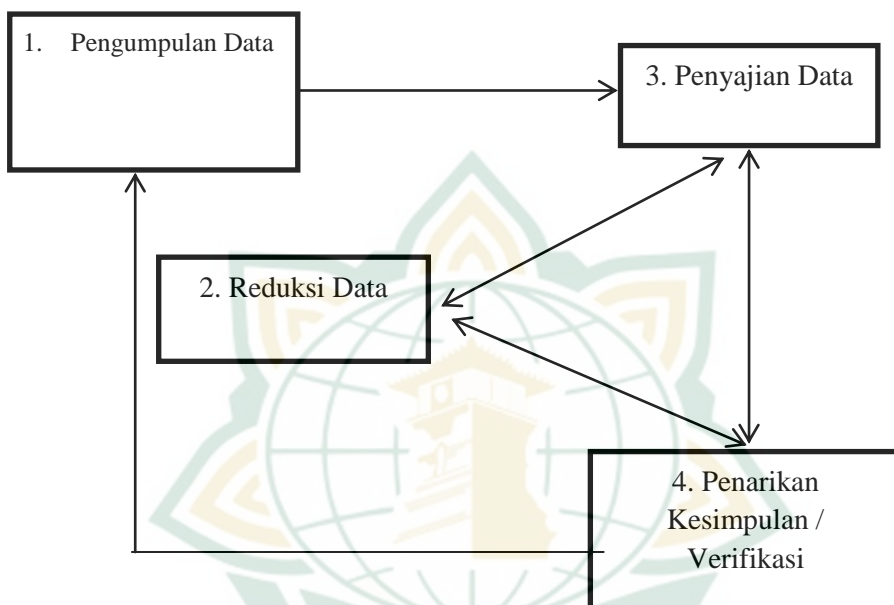 1. Pengumpulan Data
3. Penyajian Data
2. Reduksi Data
4. Penarikan
Kesimpulan /
Verifikasi